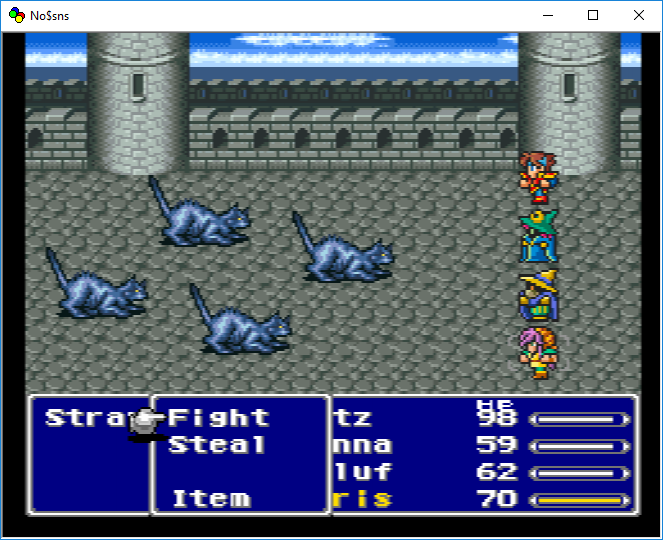 No$sns
HP
Stra Fight tz 98
Steal nna 59
luf 62
Item ris 70